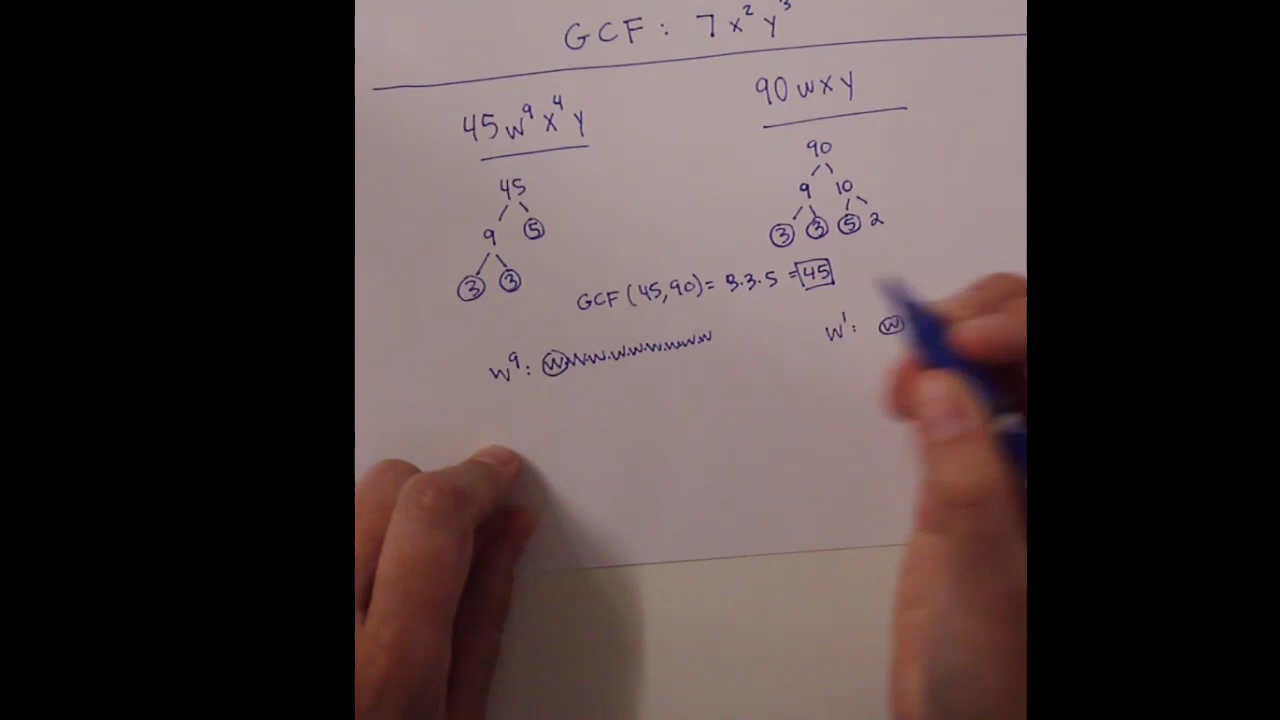 GCF: 7x²y³
45w⁹x⁴y 90wxy
45 90
9 5 9 10
3 3 3 3 5 2
GCF(45,90)= 3·3·5 =45
w⁹: w·w·w·w·w·w·w·w·w w¹: w